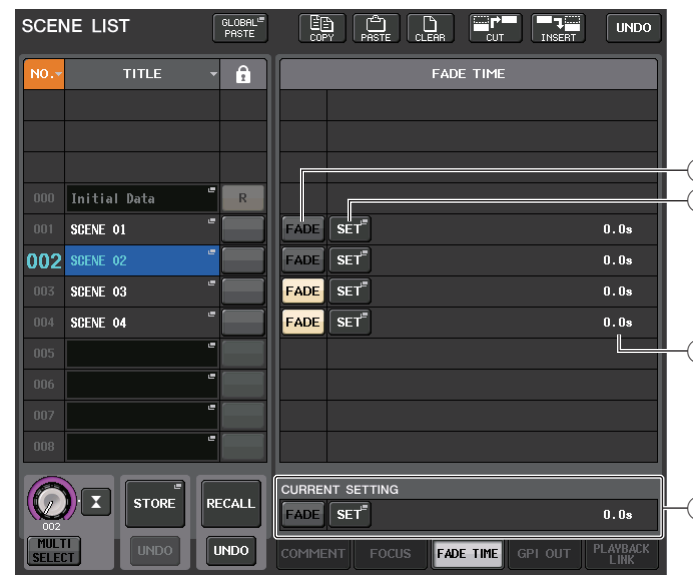 SCENE LIST
GLOBAL PASTE
COPY PASTE CLEAR CUT INSERT UNDO
NO. TITLE FADE TIME
000 Initial Data R
001 SCENE 01 FADE SET 0.0s
002 SCENE 02 FADE SET 0.0s
003 SCENE 03 FADE SET 0.0s
004 SCENE 04 FADE SET 0.0s
005
006
007
008
CURRENT SETTING
FADE SET 0.0s
002
STORE RECALL
MULTI SELECT
UNDO UNDO
COMMENT FOCUS FADE TIME GPI OUT PLAYBACK LINK